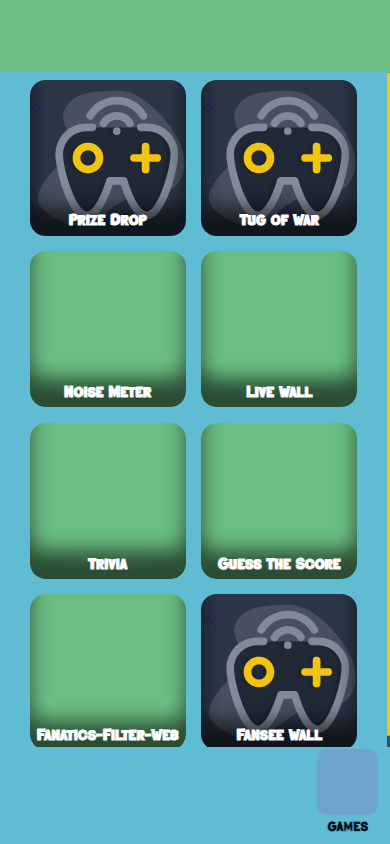 Prize Drop
Tug of War
Noise Meter
Live Wall
Trivia
Guess The Score
Fanatics-Filter-Web
Fansee Wall
GAMES